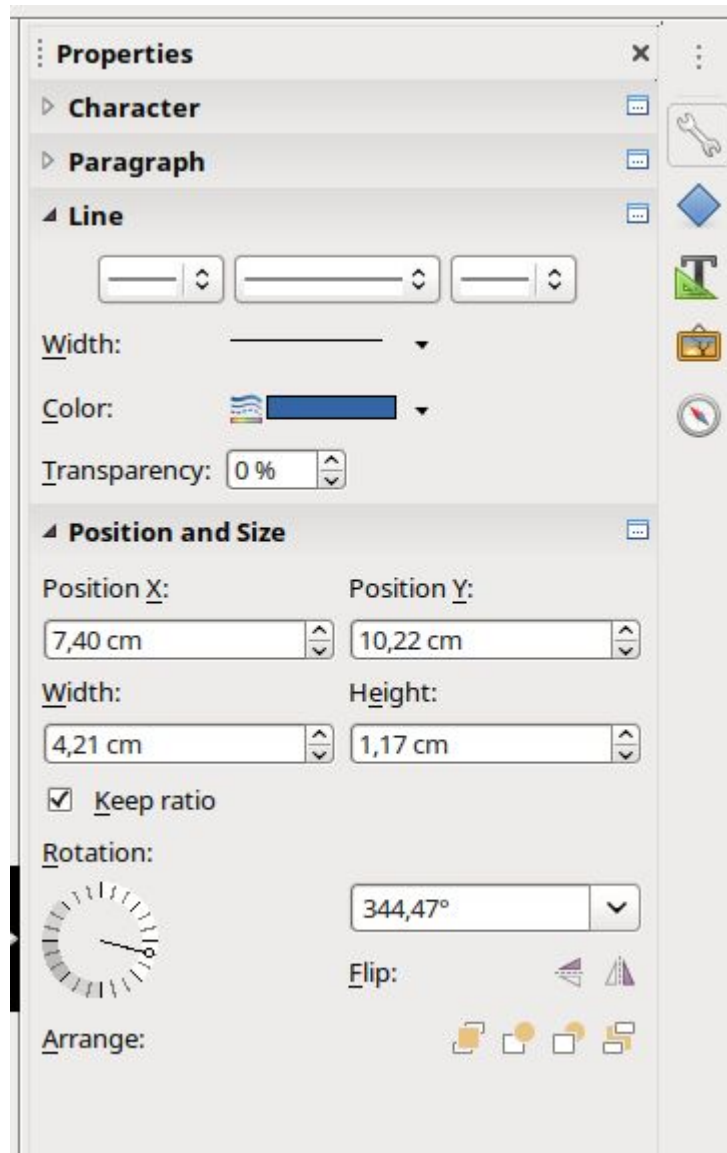 Properties
Character
Paragraph
Line
Width:
Color:
Transparency: 0 %
Position and Size
Position X: Position Y:
7,40 cm 10,22 cm
Width: Height:
4,21 cm 1,17 cm
Keep ratio
Rotation:
344,47°
Flip:
Arrange: